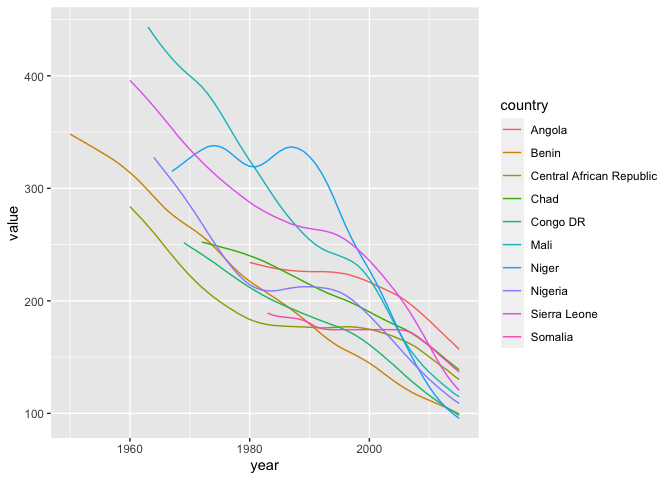 400
300
200
100
value
1960
1980
2000
year
country
Angola
Benin
Central African Republic
Chad
Congo DR
Mali
Niger
Nigeria
Sierra Leone
Somalia